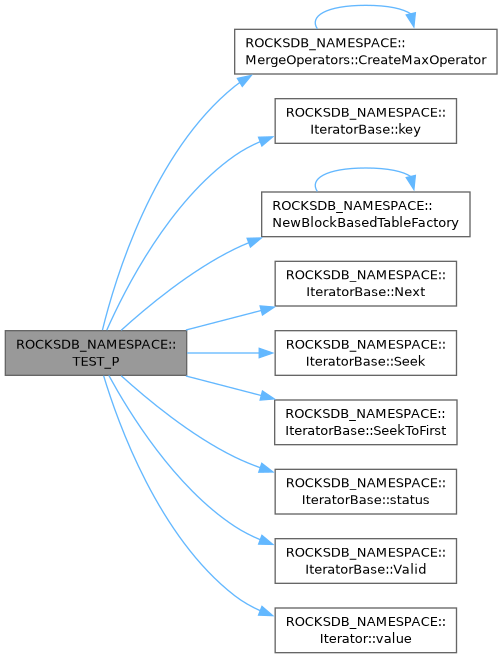 ROCKSDB_NAMESPACE::
MergeOperators::CreateMaxOperator
ROCKSDB_NAMESPACE::
IteratorBase::key
ROCKSDB_NAMESPACE::
NewBlockBasedTableFactory
ROCKSDB_NAMESPACE::
IteratorBase::Next
ROCKSDB_NAMESPACE::
TEST_P
ROCKSDB_NAMESPACE::
IteratorBase::Seek
ROCKSDB_NAMESPACE::
IteratorBase::SeekToFirst
ROCKSDB_NAMESPACE::
IteratorBase::status
ROCKSDB_NAMESPACE::
IteratorBase::Valid
ROCKSDB_NAMESPACE::
Iterator::value